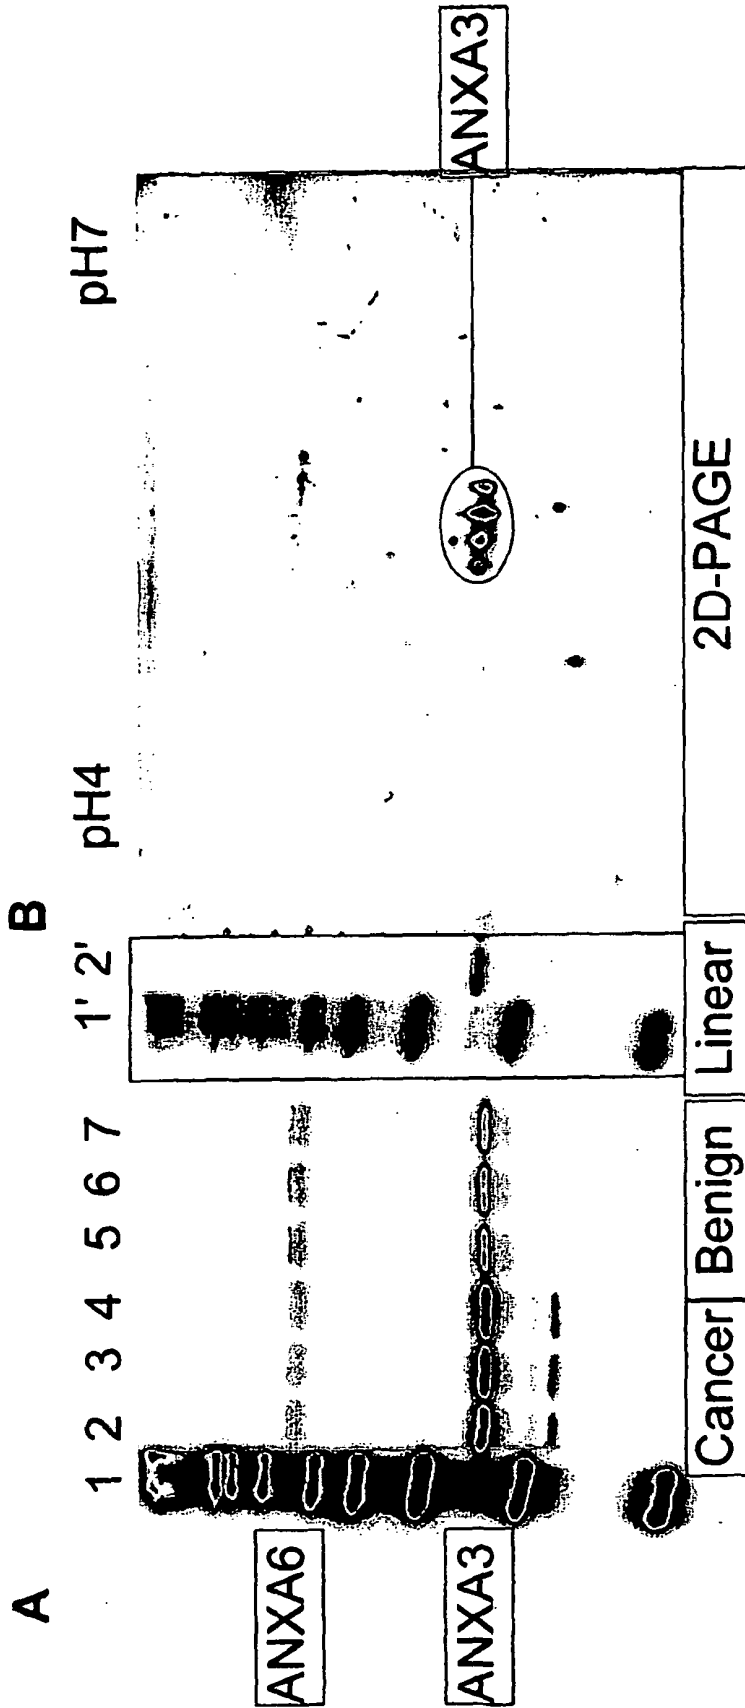 A
B
1 2 3 4 5 6 7
1' 2'
pH4
pH7
ANXA6
ANXA3
ANXA3
Cancer
Benign
Linear
2D-PAGE